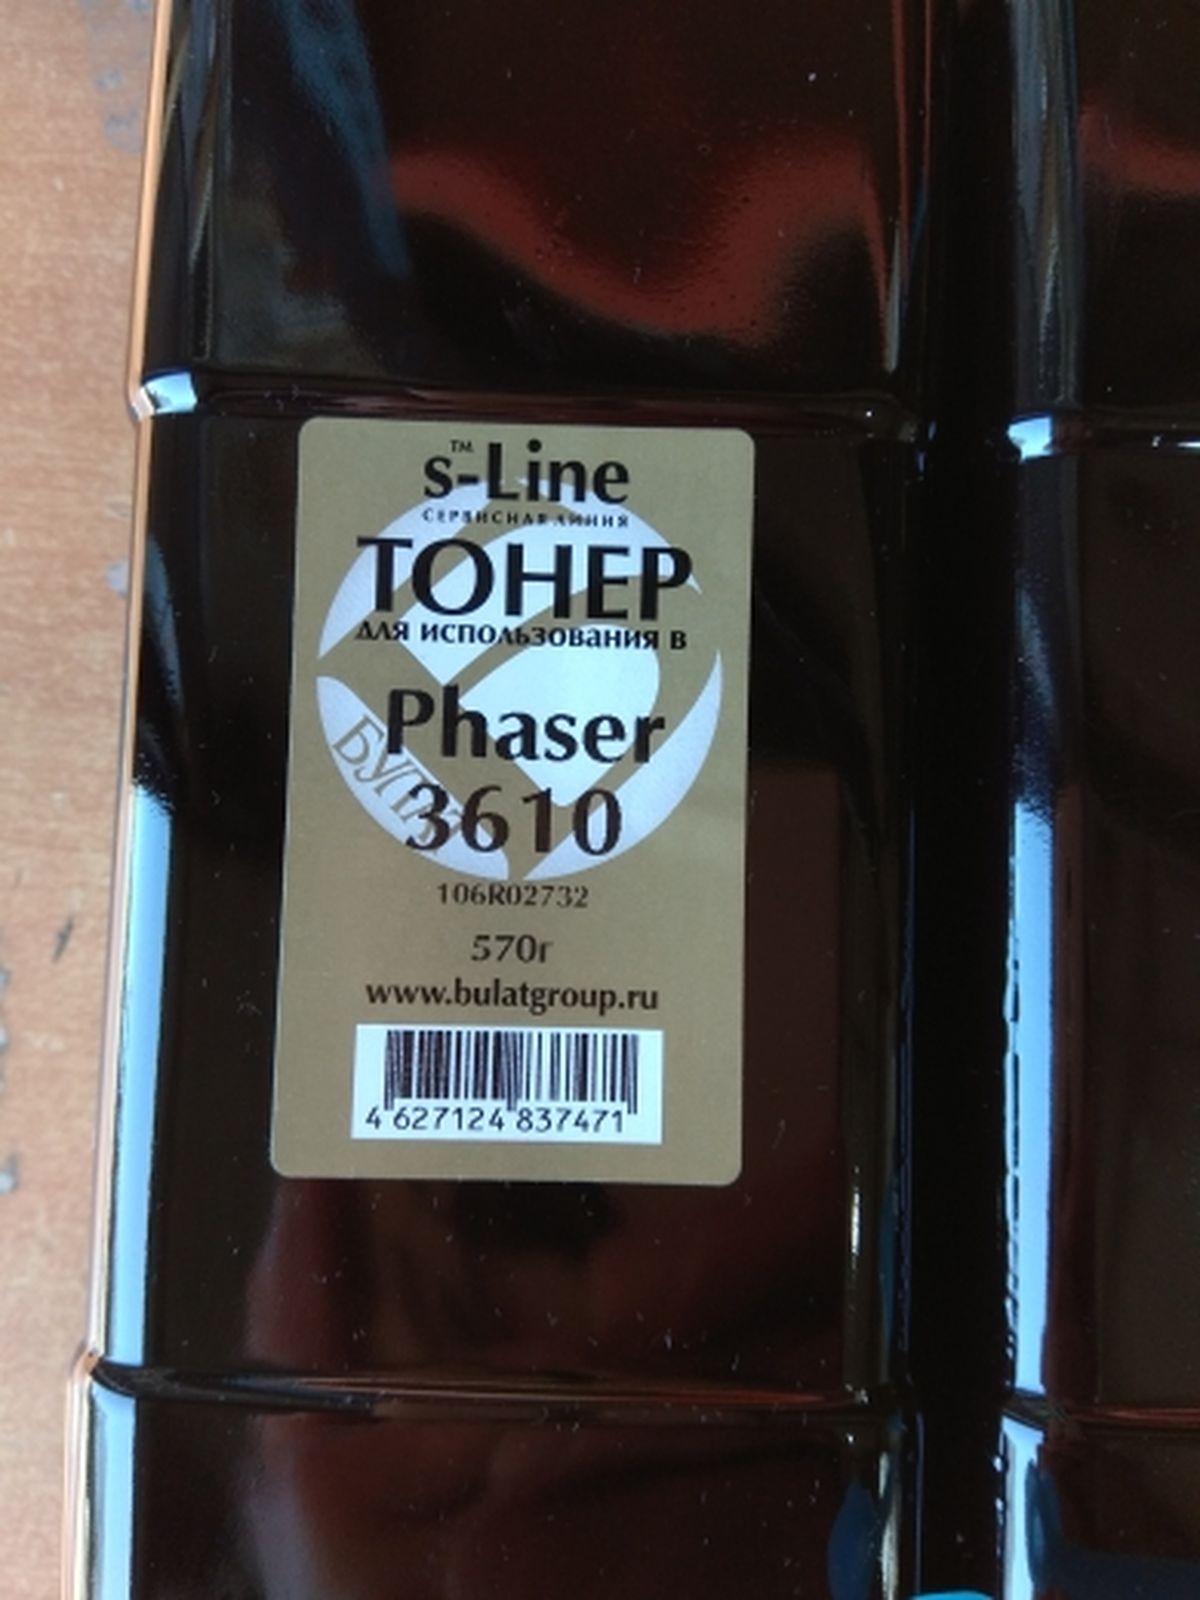 ™
s-Line
СЕРВИСНАЯ ЛИНИЯ
ТОНЕР
для использования в
Phaser
3610
106R02732
570г
www.bulatgroup.ru
4 627124 837471